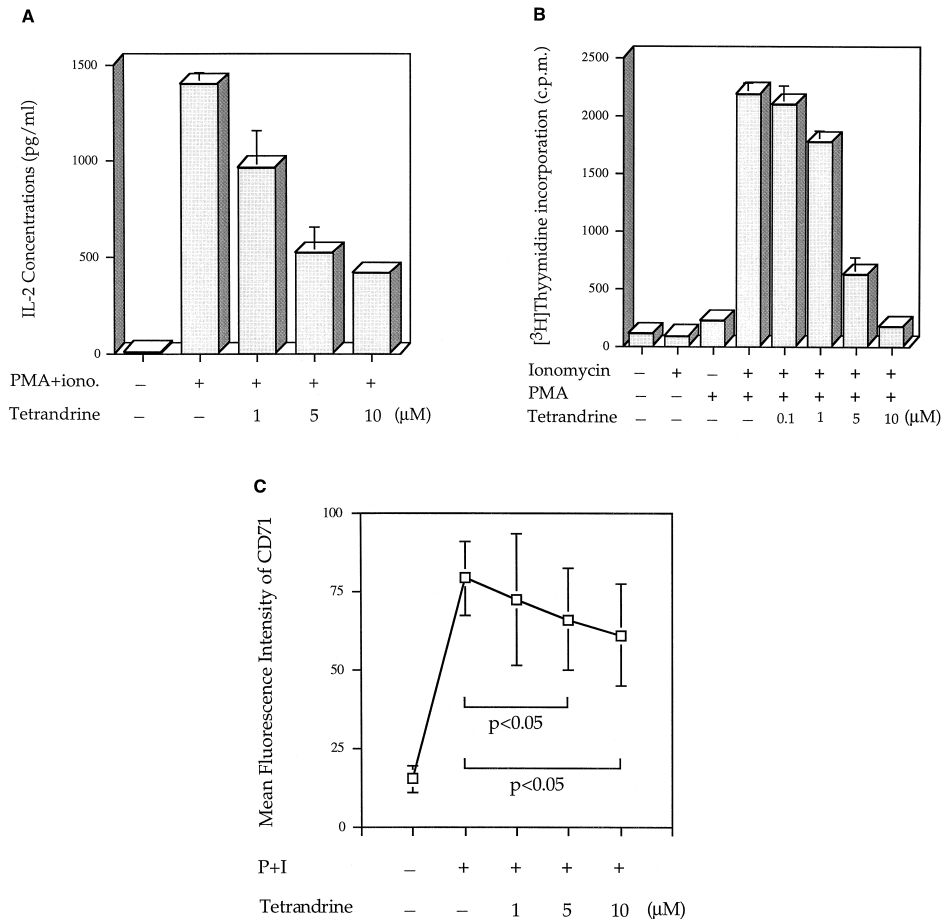 A
IL-2 Concentrations (pg/ml)
1500
1000
500
0
PMA+iono. – + + + +
Tetrandrine – – 1 5 10 (μM)
B
[³H]Thyymidine incorporation (c.p.m.)
2500
2000
1500
1000
500
0
Ionomycin – + – + + + + +
PMA – – + + + + + +
Tetrandrine – – – – 0.1 1 5 10 (μM)
C
Mean Fluorescence Intensity of CD71
100
75
50
25
0
p<0.05
p<0.05
P+I – + + + +
Tetrandrine – – 1 5 10 (μM)